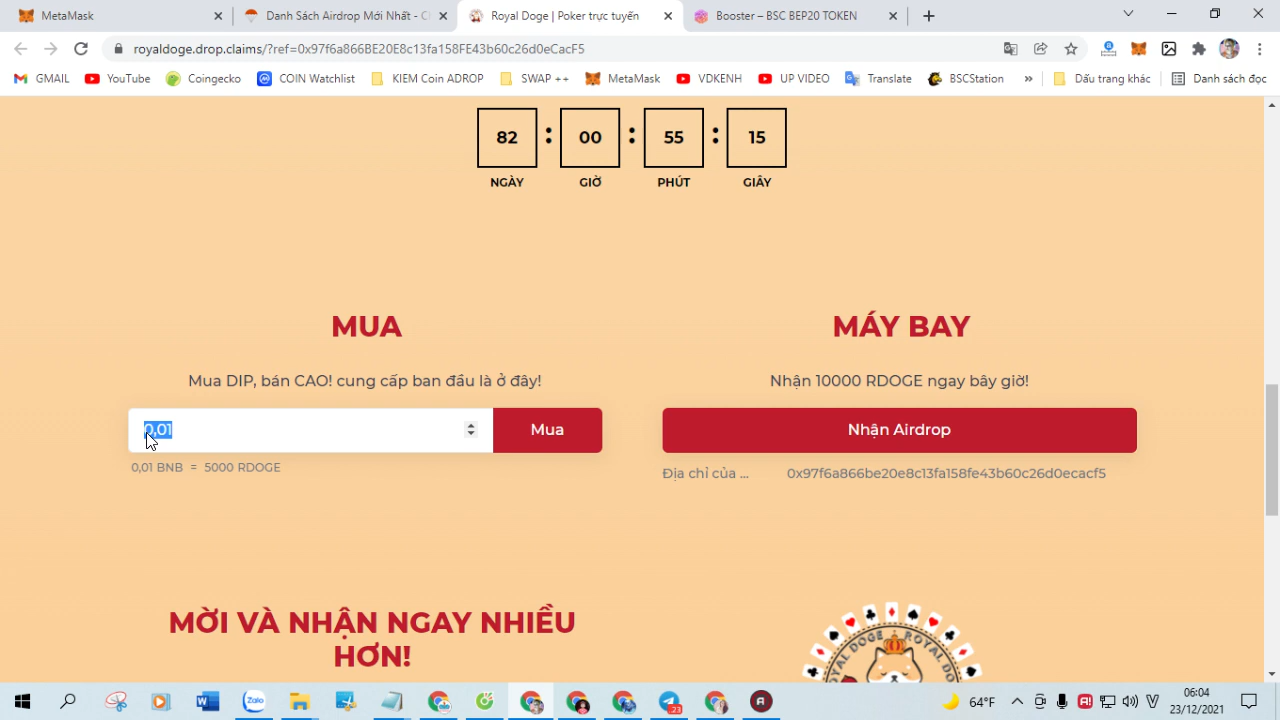 MetaMask
Danh Sách Airdrop Mới Nhất - C
Royal Doge | Poker trực tuyến
Booster – BSC BEP20 TOKEN
royaldoge.drop.claims/?ref=0x97f6a866BE20E8c13fa158FE43b60c26d0eCacF5
GMAIL
YouTube
Coingecko
COIN Watchlist
KIEM Coin ADROP
SWAP ++
MetaMask
VDKENH
UP VIDEO
Translate
BSCStation
»
Dấu trang khác
Danh sách đọc
82 : 00 : 55 : 15
NGÀY GIỜ PHÚT GIÂY
MUA
Mua DIP, bán CAO! cung cấp ban đầu là ở đây!
0,01
Mua
0,01 BNB = 5000 RDOGE
MÁY BAY
Nhận 10000 RDOGE ngay bây giờ!
Nhận Airdrop
Địa chỉ của ... 0x97f6a866be20e8c13fa158fe43b60c26d0ecacf5
MỜI VÀ NHẬN NGAY NHIỀU
HƠN!
ROYAL DOGE ROYAL DOGE
Zalo
23
64°F
06:04
23/12/2021